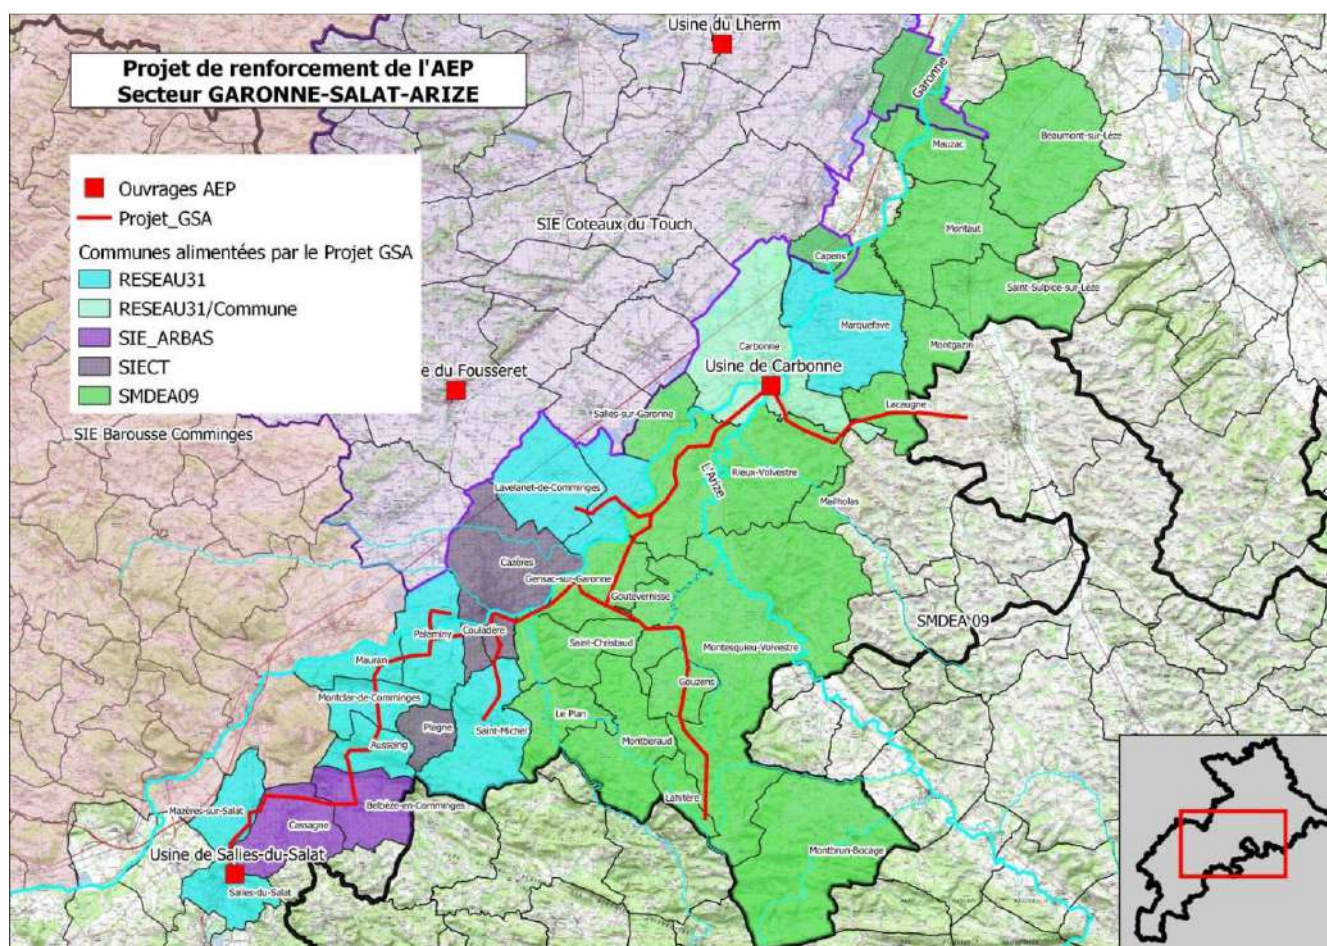 Usine du Lherm
Projet de renforcement de l'AEP
Secteur GARONNE-SALAT-ARIZE
Ouvrages AEP
Projet_GSA
Communes alimentées par le Projet GSA
RESEAU31
RESEAU31/Commune
SIE_ARBAS
SIECT
SMDEA09
Garonne
Beaumont-sur-Lèze
Mauzac
SIE Coteaux du Touch
Montaut
Capens
Saint-Sulpice-sur-Lèze
Marquefave
Carbonne
Montgazin
Usine de Carbonne
e du Fousseret
Lacaugne
Salles-sur-Garonne
SIE Barousse Comminges
L'Arize
Rieux-Volvestre
Lavelanet-de-Comminges
Mailholas
Cazères
Gensac-sur-Garonne
Goutevernisse
SMDEA 09
Couladère
Palaminy
Saint-Christaud
Montesquieu-Volvestre
Mauran
Gouzens
Montclar-de-Comminges
Le Plan
Plagne
Saint-Michel
Ausseing
Montberaud
Lahitère
Mazères-sur-Salat
Belbèze-en-Comminges
Cassagne
Usine de Salles-du-Salat
Montbrun-Bocage
Salies-du-Salat